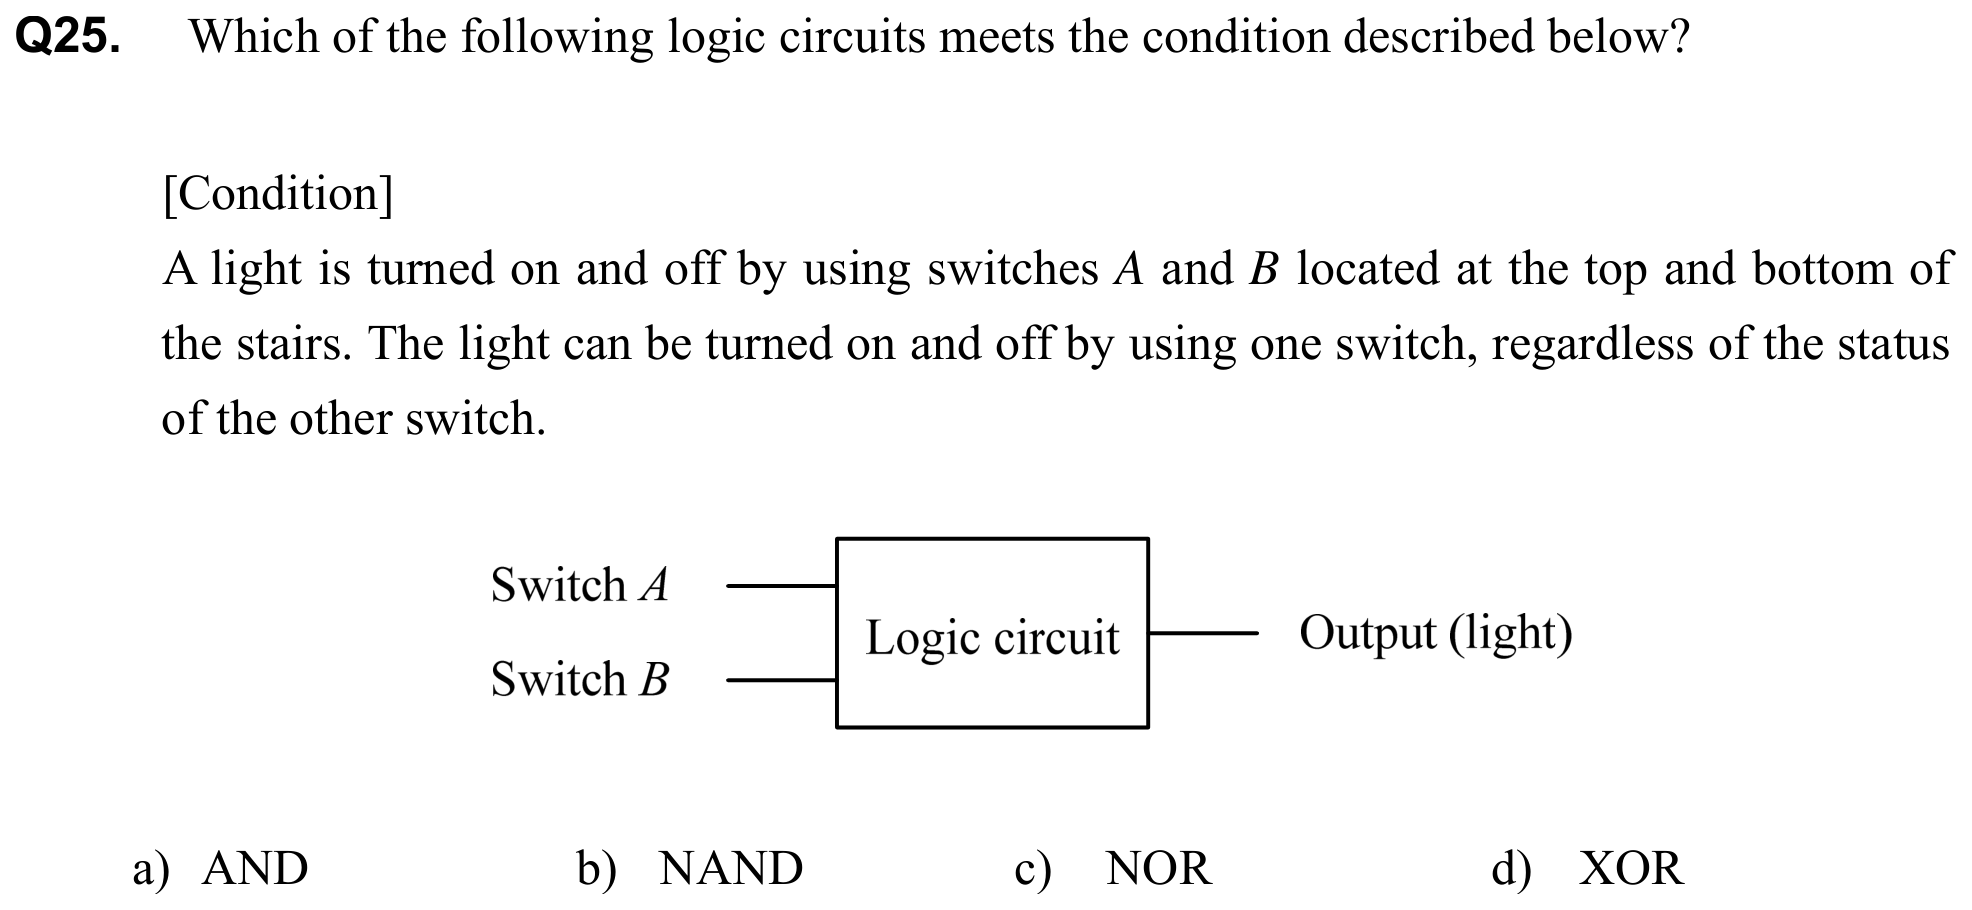 Q25. Which of the following logic circuits meets the condition described below?
[Condition]
A light is turned on and off by using switches A and B located at the top and bottom of
the stairs. The light can be turned on and off by using one switch, regardless of the status
of the other switch.
Switch A
Logic circuit
Output (light)
Switch B
a) AND b) NAND c) NOR d) XOR